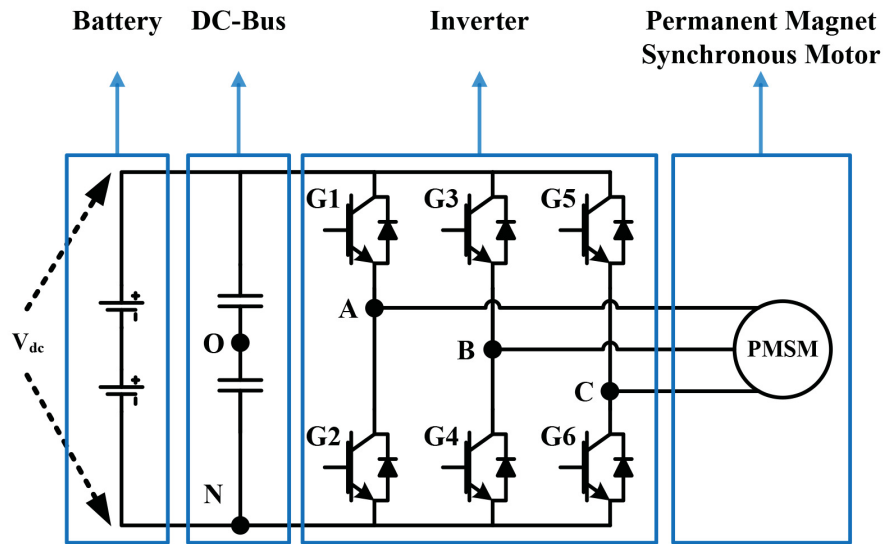 Battery
DC-Bus
Inverter
Permanent Magnet
Synchronous Motor
G1
G3
G5
A
V_dc
O
B
PMSM
C
G2
G4
G6
N